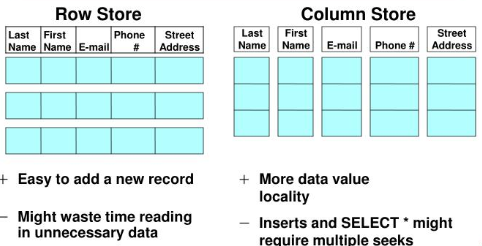 Row Store
Last First Phone Street
Name Name E-mail # Address
+ Easy to add a new record
− Might waste time reading
in unnecessary data
Column Store
Last First Street
Name Name E-mail Phone # Address
+ More data value
locality
− Inserts and SELECT * might
require multiple seeks